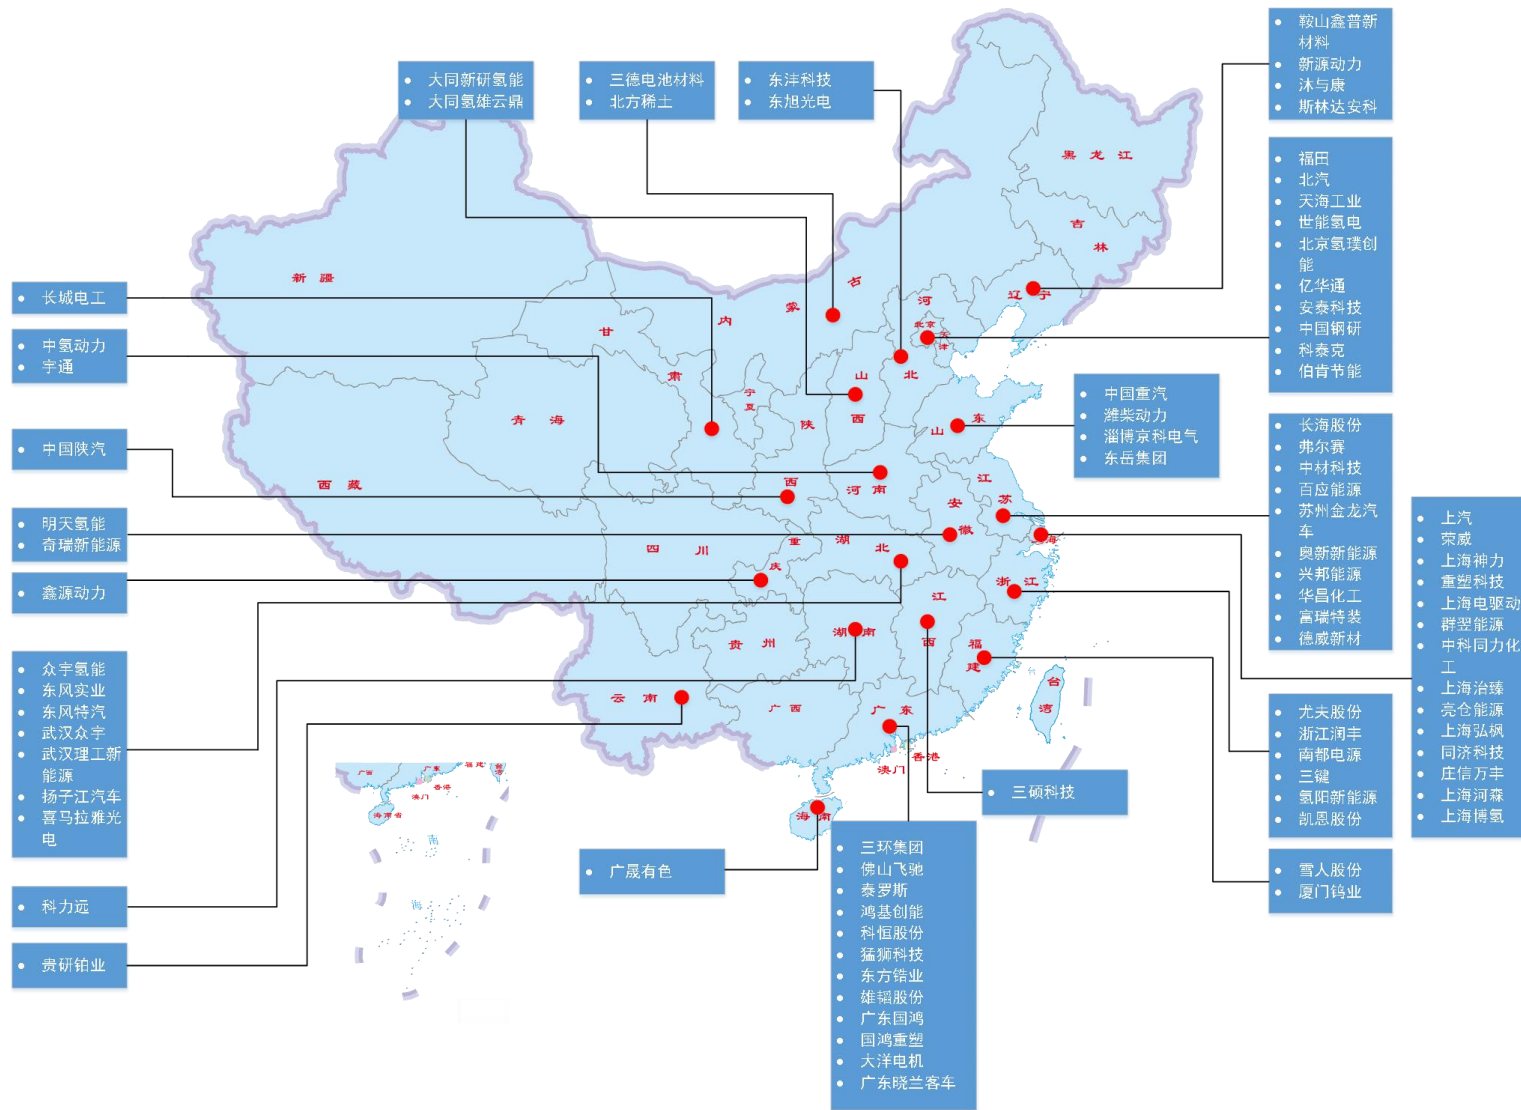 鞍山鑫普新
材料
新源动力
沐与康
斯林达安科
大同新研氢能
大同氢雄云鼎
三德电池材料
北方稀土
东沣科技
东旭光电
福田
北汽
天海工业
世能氢电
北京氢璞创
能
亿华通
安泰科技
中国钢研
科泰克
伯肯节能
长城电工
中氢动力
宇通
中国重汽
潍柴动力
淄博京科电气
东岳集团
中国陕汽
长海股份
弗尔赛
中材科技
百应能源
苏州金龙汽
车
奥新新能源
兴邦能源
华昌化工
富瑞特装
德威新材
明天氢能
奇瑞新能源
上汽
荣威
上海神力
重塑科技
上海电驱动
群翌能源
中科同力化
工
上海治臻
亮仓能源
上海弘枫
同济科技
庄信万丰
上海河森
上海博氢
鑫源动力
众宇氢能
东风实业
东风特汽
武汉众宇
武汉理工新
能源
扬子江汽车
喜马拉雅光
电
尤夫股份
浙江润丰
南都电源
三键
氢阳新能源
凯恩股份
三硕科技
科力远
广晟有色
雪人股份
厦门钨业
贵研铂业
三环集团
佛山飞驰
泰罗斯
鸿基创能
科恒股份
猛狮科技
东方锆业
雄韬股份
广东国鸿
国鸿重塑
大洋电机
广东晓兰客车
黑龙江
吉林
辽宁
新疆
内蒙古
甘肃
河北
北京
天津
山西
宁夏
青海
陕西
山东
西藏
河南
江苏
安徽
四川
重庆
湖北
海
浙江
江西
湖南
贵州
福建
云南
广西
广东
台湾
香港
澳门
海南
广西
广东
福建
台湾
香港
澳门
海南省
南
海